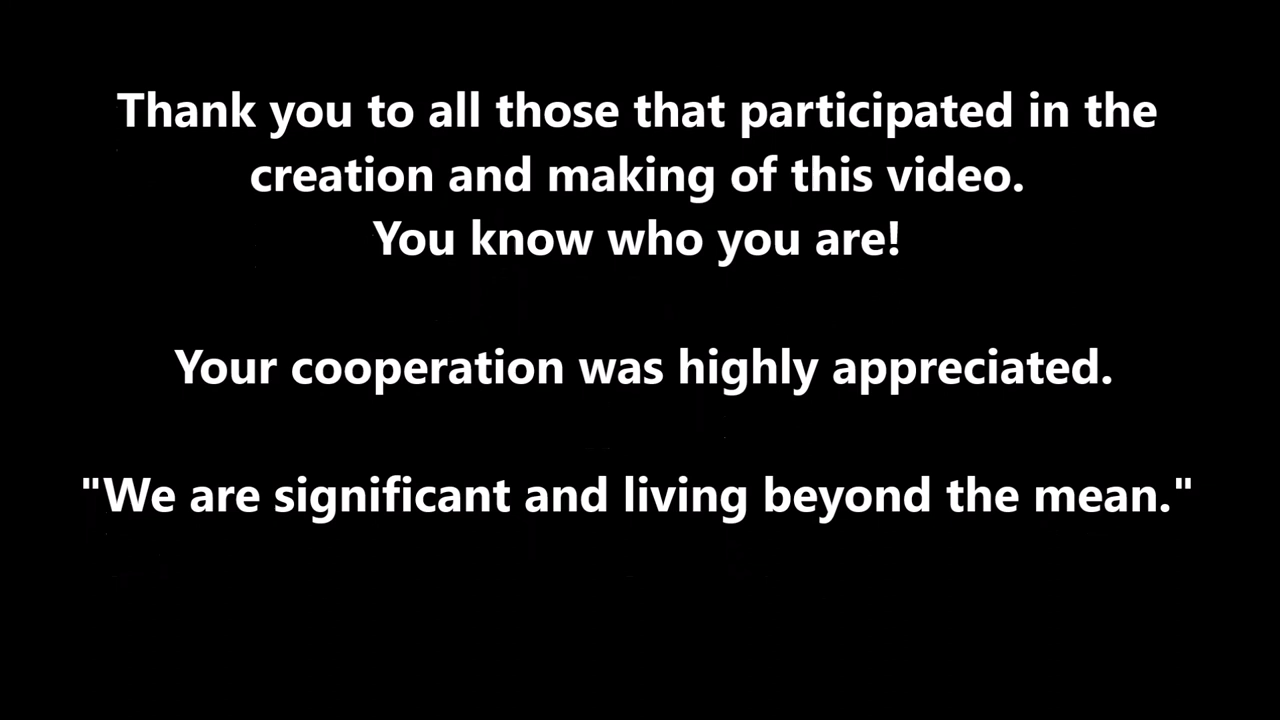 Thank you to all those that participated in the
creation and making of this video.
You know who you are!
Your cooperation was highly appreciated.
"We are significant and living beyond the mean."